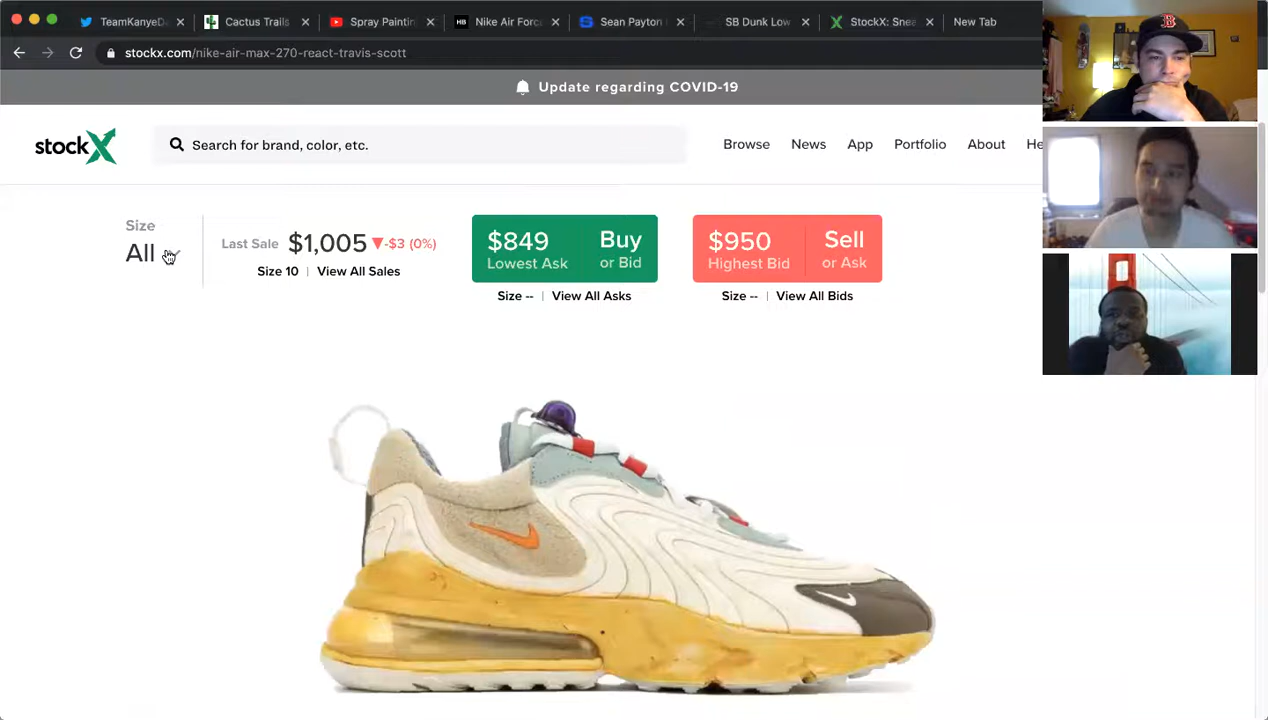 TeamKanyeD
Cactus Trails
Spray Paintin
Nike Air Forc
Sean Payton
SB Dunk Low
StockX: Snea
New Tab
stockx.com/nike-air-max-270-react-travis-scott
Update regarding COVID-19
stockX
Search for brand, color, etc.
Browse
News
App
Portfolio
About
He
Size
All
Last Sale $1,005 ▼-$3 (0%)
Size 10 | View All Sales
$849 Buy
Lowest Ask or Bid
Size -- | View All Asks
$950 Sell
Highest Bid or Ask
Size -- | View All Bids
B